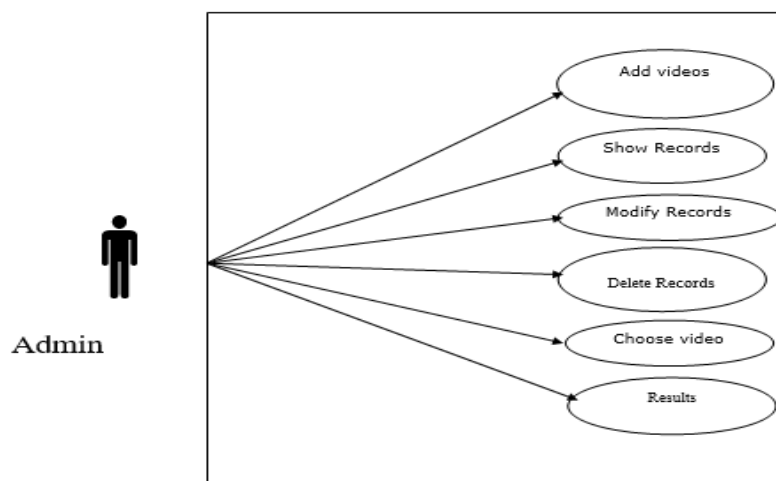 Add videos
Show Records
Modify Records
Delete Records
Choose video
Results
Admin